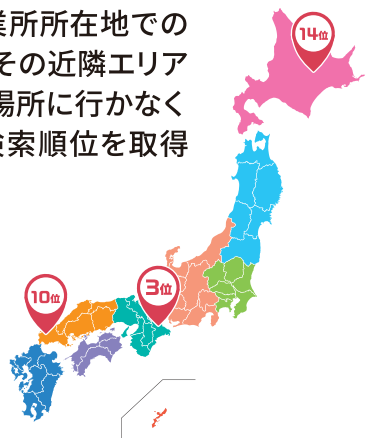 業所所在地での
その近隣エリア
場所に行かなく
検索順位を取得
14位
3位
10位